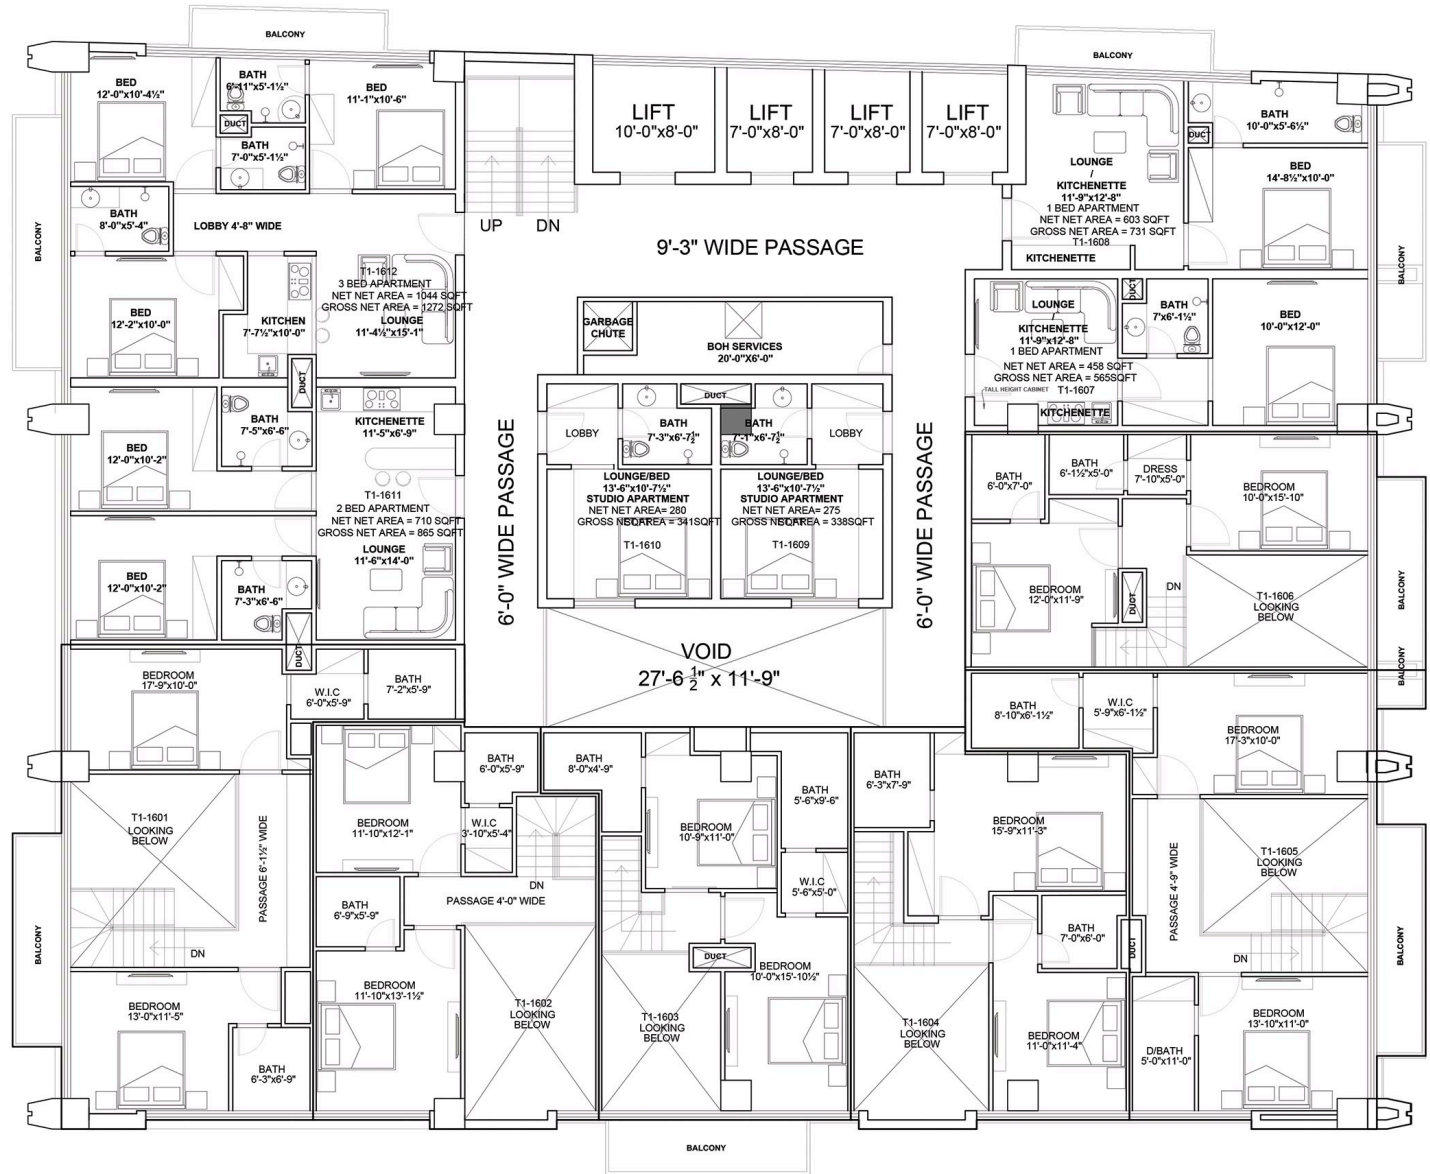 BALCONY
BALCONY
BED
12'-0"x10'-4½"
BATH
6'-11"x5'-1½"
DUCT
BATH
7'-0"x5'-1½"
BED
11'-1"x10'-6"
BATH
8'-0"x5'-4"
LOBBY 4'-8" WIDE
BALCONY
BED
12'-2"x10'-0"
KITCHEN
7'-7½"x10'-0"
T1-1612
3 BED APARTMENT
NET NET AREA = 1044 SQFT
GROSS NET AREA = 1272 SQFT
LOUNGE
11'-4½"x15'-1"
DUCT
UP
DN
LIFT
10'-0"x8'-0"
LIFT
7'-0"x8'-0"
LIFT
7'-0"x8'-0"
LIFT
7'-0"x8'-0"
9'-3" WIDE PASSAGE
LOUNGE
/
KITCHENETTE
11'-9"x12'-8"
1 BED APARTMENT
NET NET AREA = 603 SQFT
GROSS NET AREA = 731 SQFT
T1-1608
KITCHENETTE
DUCT
BATH
10'-0"x5'-6½"
BED
14'-8½"x10'-0"
BALCONY
GARBAGE
CHUTE
BOH SERVICES
20'-0"X6'-0"
LOUNGE
/
KITCHENETTE
11'-9"x12'-8"
1 BED APARTMENT
NET NET AREA = 458 SQFT
GROSS NET AREA = 565SQFT
TALL HEIGHT CABINET
T1-1607
KITCHENETTE
DUCT
BATH
7'x6'-1½"
BED
10'-0"x12'-0"
BED
12'-0"x10'-2"
BATH
7'-5"x6'-6"
KITCHENETTE
11'-5"x6'-9"
T1-1611
2 BED APARTMENT
NET NET AREA = 710 SQFT
GROSS NET AREA = 865 SQFT
LOUNGE
11'-6"x14'-0"
BED
12'-0"x10'-2"
BATH
7'-3"x6'-6"
DUCT
6'-0" WIDE PASSAGE
DUCT
LOBBY
BATH
7'-3"x6'-7½"
BATH
7'-1"x6'-7½"
LOBBY
LOUNGE/BED
13'-6"x10'-7½"
STUDIO APARTMENT
NET NET AREA= 280
SQFT
GROSS NET AREA = 341SQFT
T1-1610
LOUNGE/BED
13'-6"x10'-7½"
STUDIO APARTMENT
NET NET AREA= 275
SQFT
GROSS NET AREA = 338SQFT
T1-1609
6'-0" WIDE PASSAGE
BATH
6'-0"x7'-0"
BATH
6'-1½"x5'-0"
DRESS
7'-10"x5'-0"
BEDROOM
10'-0"x15'-10"
BEDROOM
12'-0"x11'-9"
DUCT
DN
T1-1606
LOOKING
BELOW
BALCONY
VOID
27'-6 ½" x 11'-9"
BEDROOM
17'-9"x10'-0"
W.I.C
6'-0"x5'-9"
BATH
7'-2"x5'-9"
BATH
8'-10"x6'-1½"
W.I.C
5'-9"x6'-1½"
BEDROOM
17'-3"x10'-0"
BALCONY
T1-1601
LOOKING
BELOW
PASSAGE 6'-1½" WIDE
DN
BALCONY
BEDROOM
13'-0"x11'-5"
BATH
6'-3"x6'-9"
BEDROOM
11'-10"x12'-1"
BATH
6'-0"x5'-9"
W.I.C
3'-10"x5'-4"
DN
BATH
6'-9"x5'-9"
PASSAGE 4'-0" WIDE
BEDROOM
11'-10"x13'-1½"
T1-1602
LOOKING
BELOW
BATH
8'-0"x4'-9"
BEDROOM
10'-9"x11'-0"
BATH
5'-6"x9'-6"
W.I.C
5'-6"x5'-0"
DUCT
BEDROOM
10'-0"x15'-10½"
T1-1603
LOOKING
BELOW
BATH
6'-3"x7'-9"
BEDROOM
15'-9"x11'-3"
BATH
7'-0"x6'-0"
DUCT
T1-1604
LOOKING
BELOW
BEDROOM
11'-0"x11'-4"
PASSAGE 4'-9" WIDE
T1-1605
LOOKING
BELOW
DN
BALCONY
D/BATH
5'-0"x11'-0"
BEDROOM
13'-10"x11'-0"
BALCONY